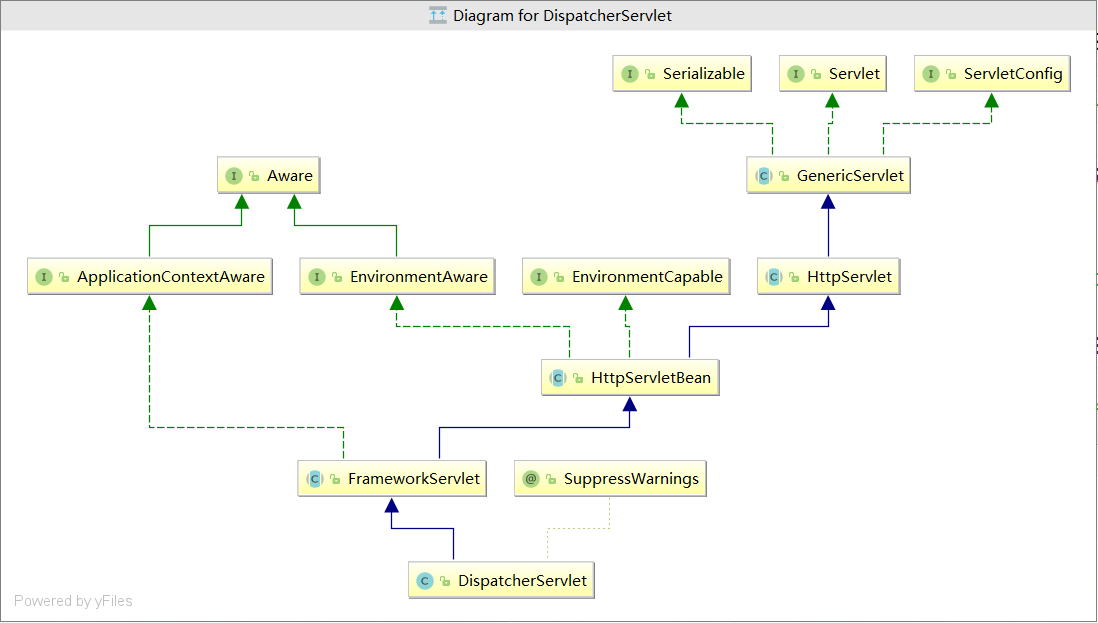 Diagram for DispatcherServlet
I Serializable
I Servlet
I ServletConfig
I Aware
C GenericServlet
I ApplicationContextAware
I EnvironmentAware
I EnvironmentCapable
C HttpServlet
C HttpServletBean
C FrameworkServlet
@ SuppressWarnings
C DispatcherServlet
Powered by yFiles